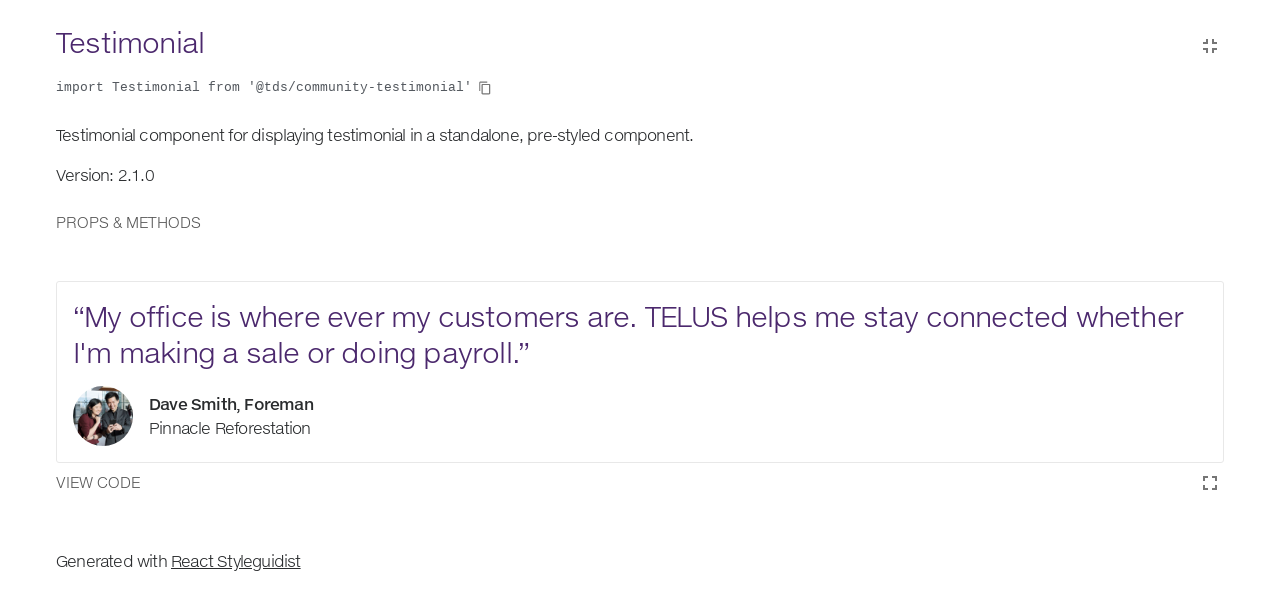 Testimonial
import Testimonial from '@tds/community-testimonial'
Testimonial component for displaying testimonial in a standalone, pre-styled component.
Version: 2.1.0
PROPS & METHODS
“My office is where ever my customers are. TELUS helps me stay connected whether
I'm making a sale or doing payroll.”
Dave Smith, Foreman
Pinnacle Reforestation
VIEW CODE
Generated with React Styleguidist